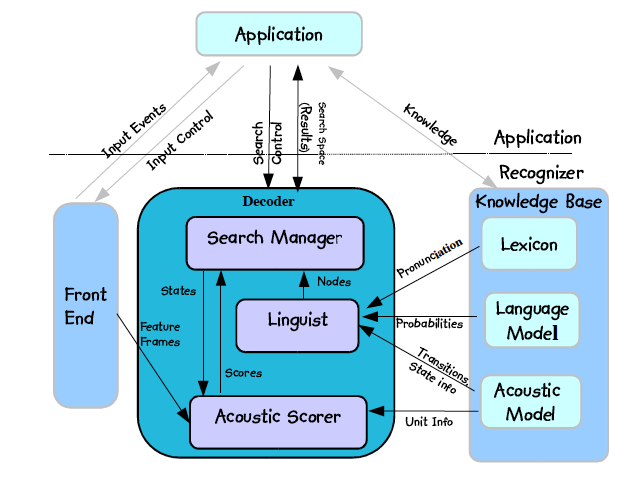 Application
Input Events
Input Control
Search
Control
Search Space
(Results)
Knowledge
Application
Recognizer
Decoder
Knowledge Base
Search Manager
Lexicon
Pronunciation
States
Nodes
Front
End
Linguist
Language
Model
Feature
Frames
Probabilities
Transitions,
State info
Scores
Acoustic
Model
Acoustic Scorer
Unit Info